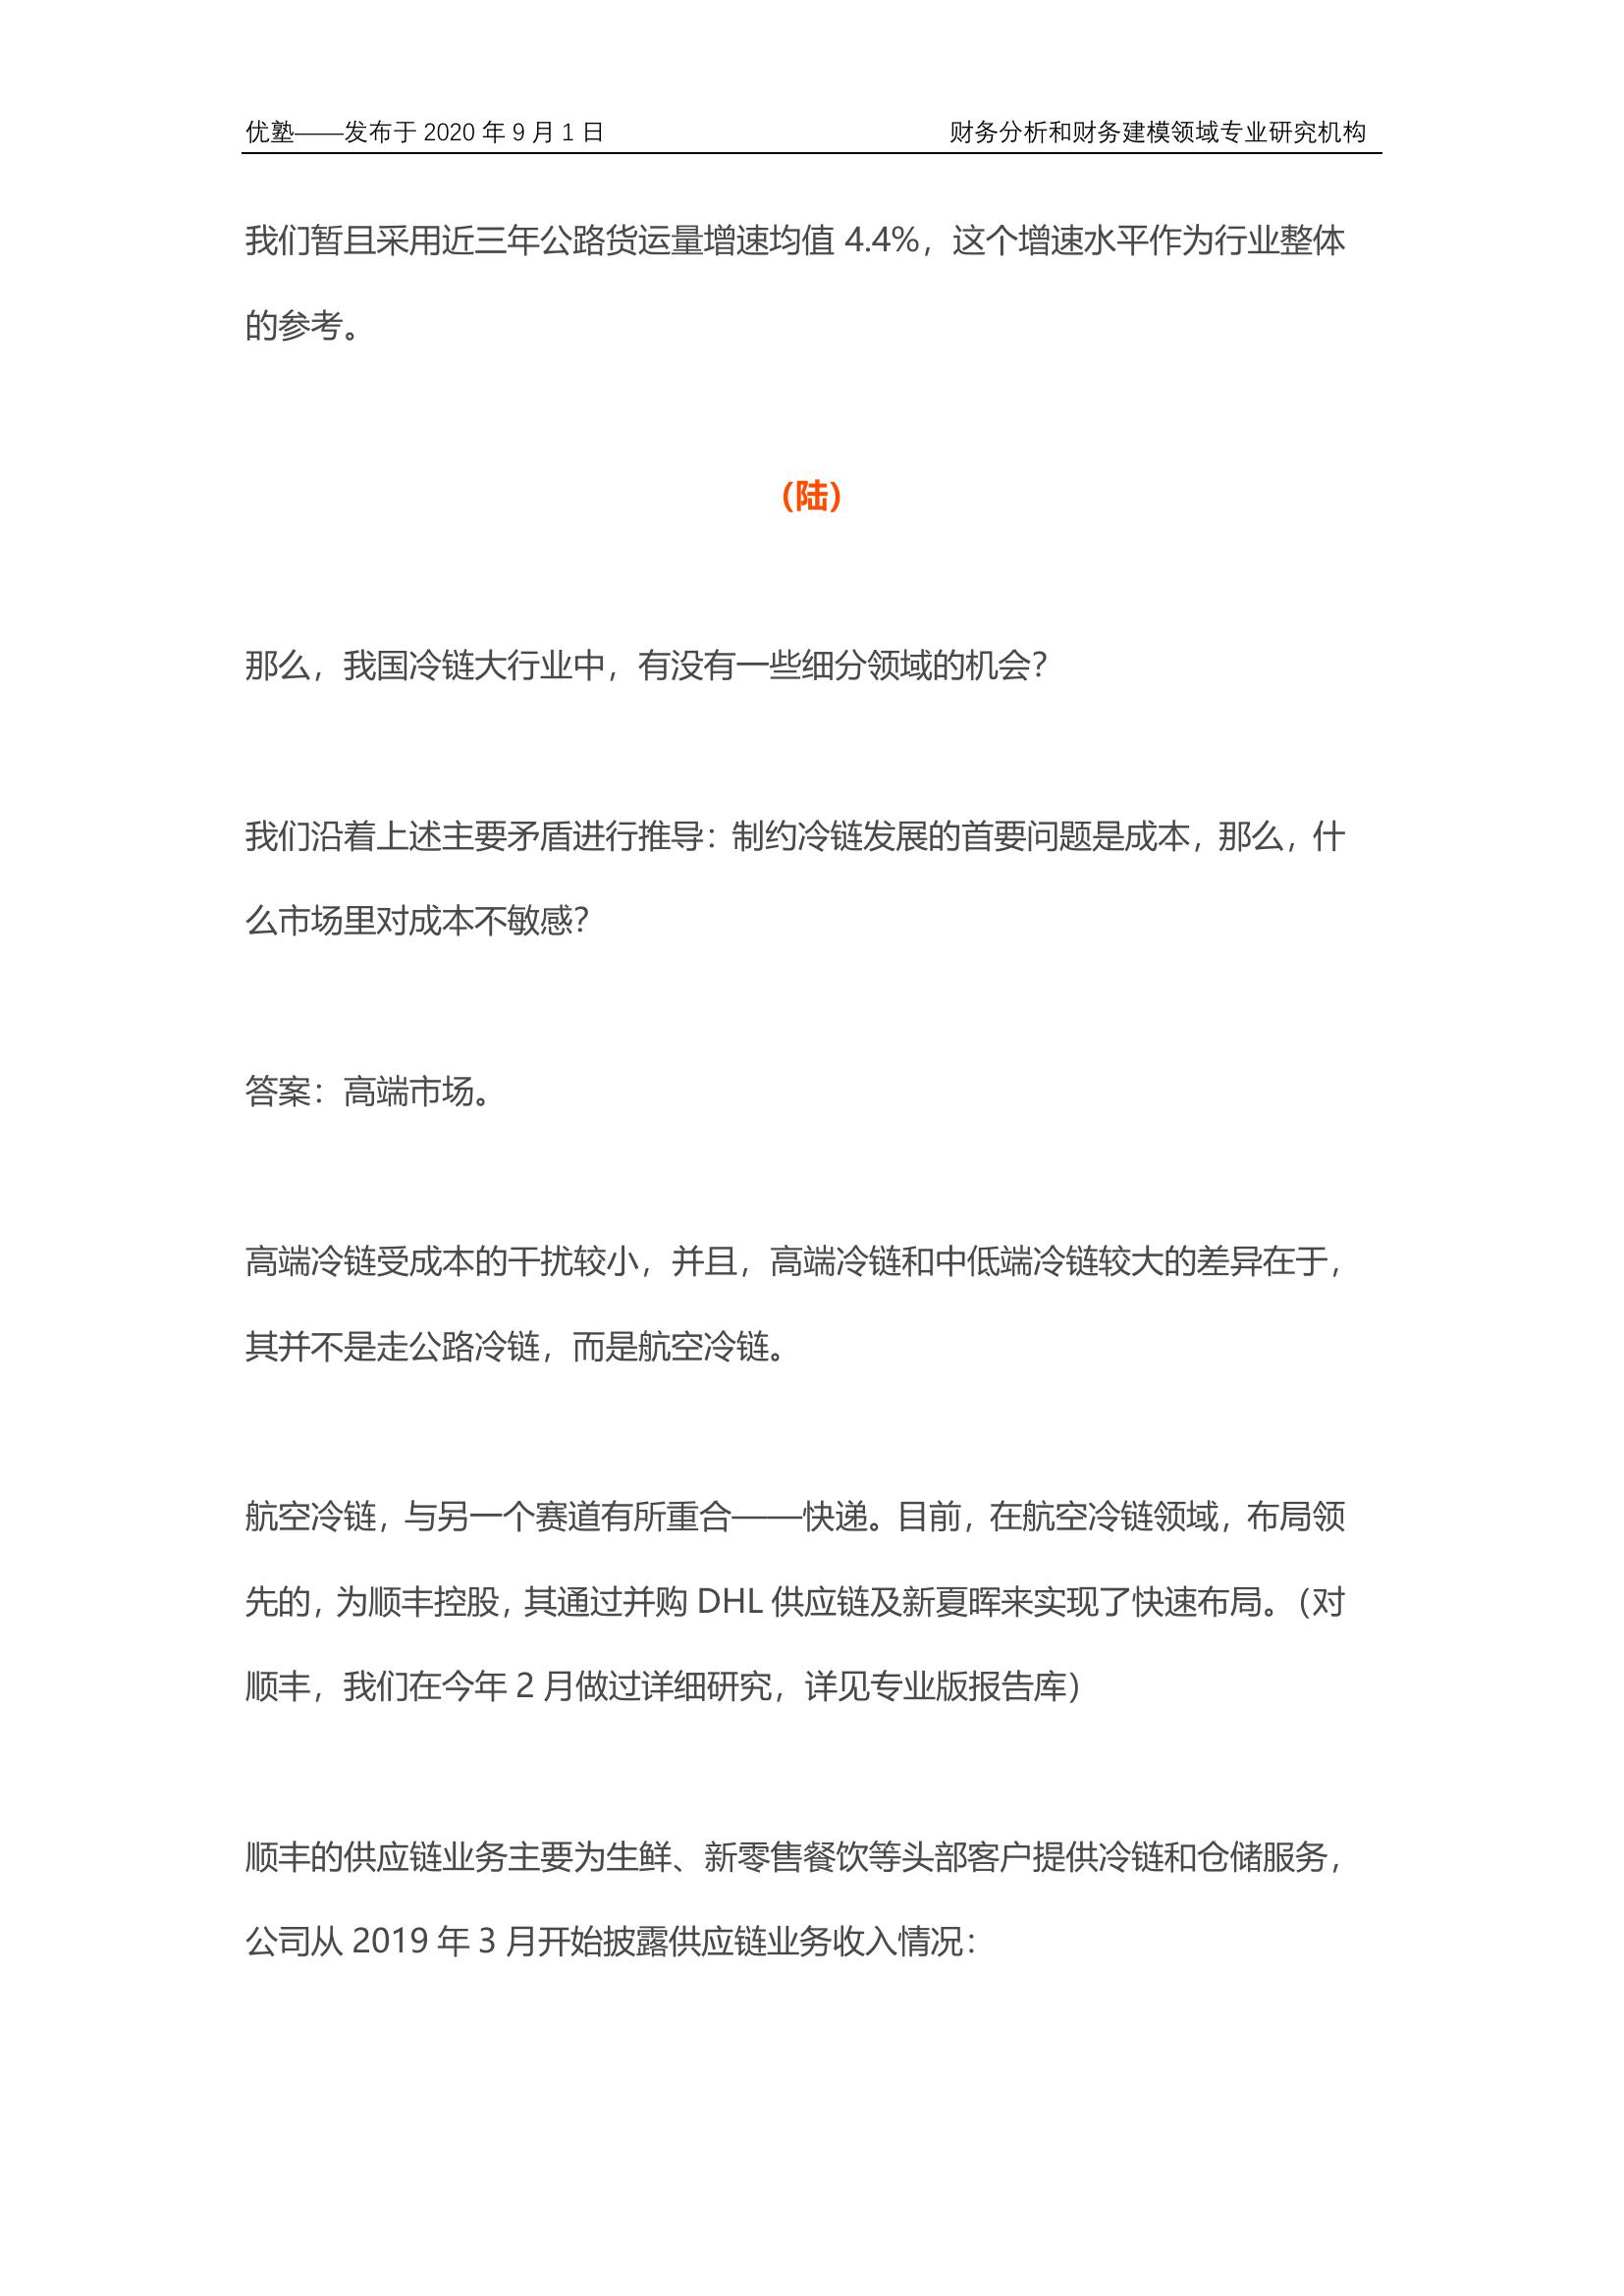 优塾——发布于 2020 年 9 月 1 日 财务分析和财务建模领域专业研究机构
我们暂且采用近三年公路货运量增速均值 4.4%，这个增速水平作为行业整体
的参考。
（陆）
那么，我国冷链大行业中，有没有一些细分领域的机会？
我们沿着上述主要矛盾进行推导：制约冷链发展的首要问题是成本，那么，什
么市场里对成本不敏感？
答案：高端市场。
高端冷链受成本的干扰较小，并且，高端冷链和中低端冷链较大的差异在于，
其并不是走公路冷链，而是航空冷链。
航空冷链，与另一个赛道有所重合——快递。目前，在航空冷链领域，布局领
先的，为顺丰控股，其通过并购 DHL 供应链及新夏晖来实现了快速布局。（对
顺丰，我们在今年 2 月做过详细研究，详见专业版报告库）
顺丰的供应链业务主要为生鲜、新零售餐饮等头部客户提供冷链和仓储服务，
公司从 2019 年 3 月开始披露供应链业务收入情况：